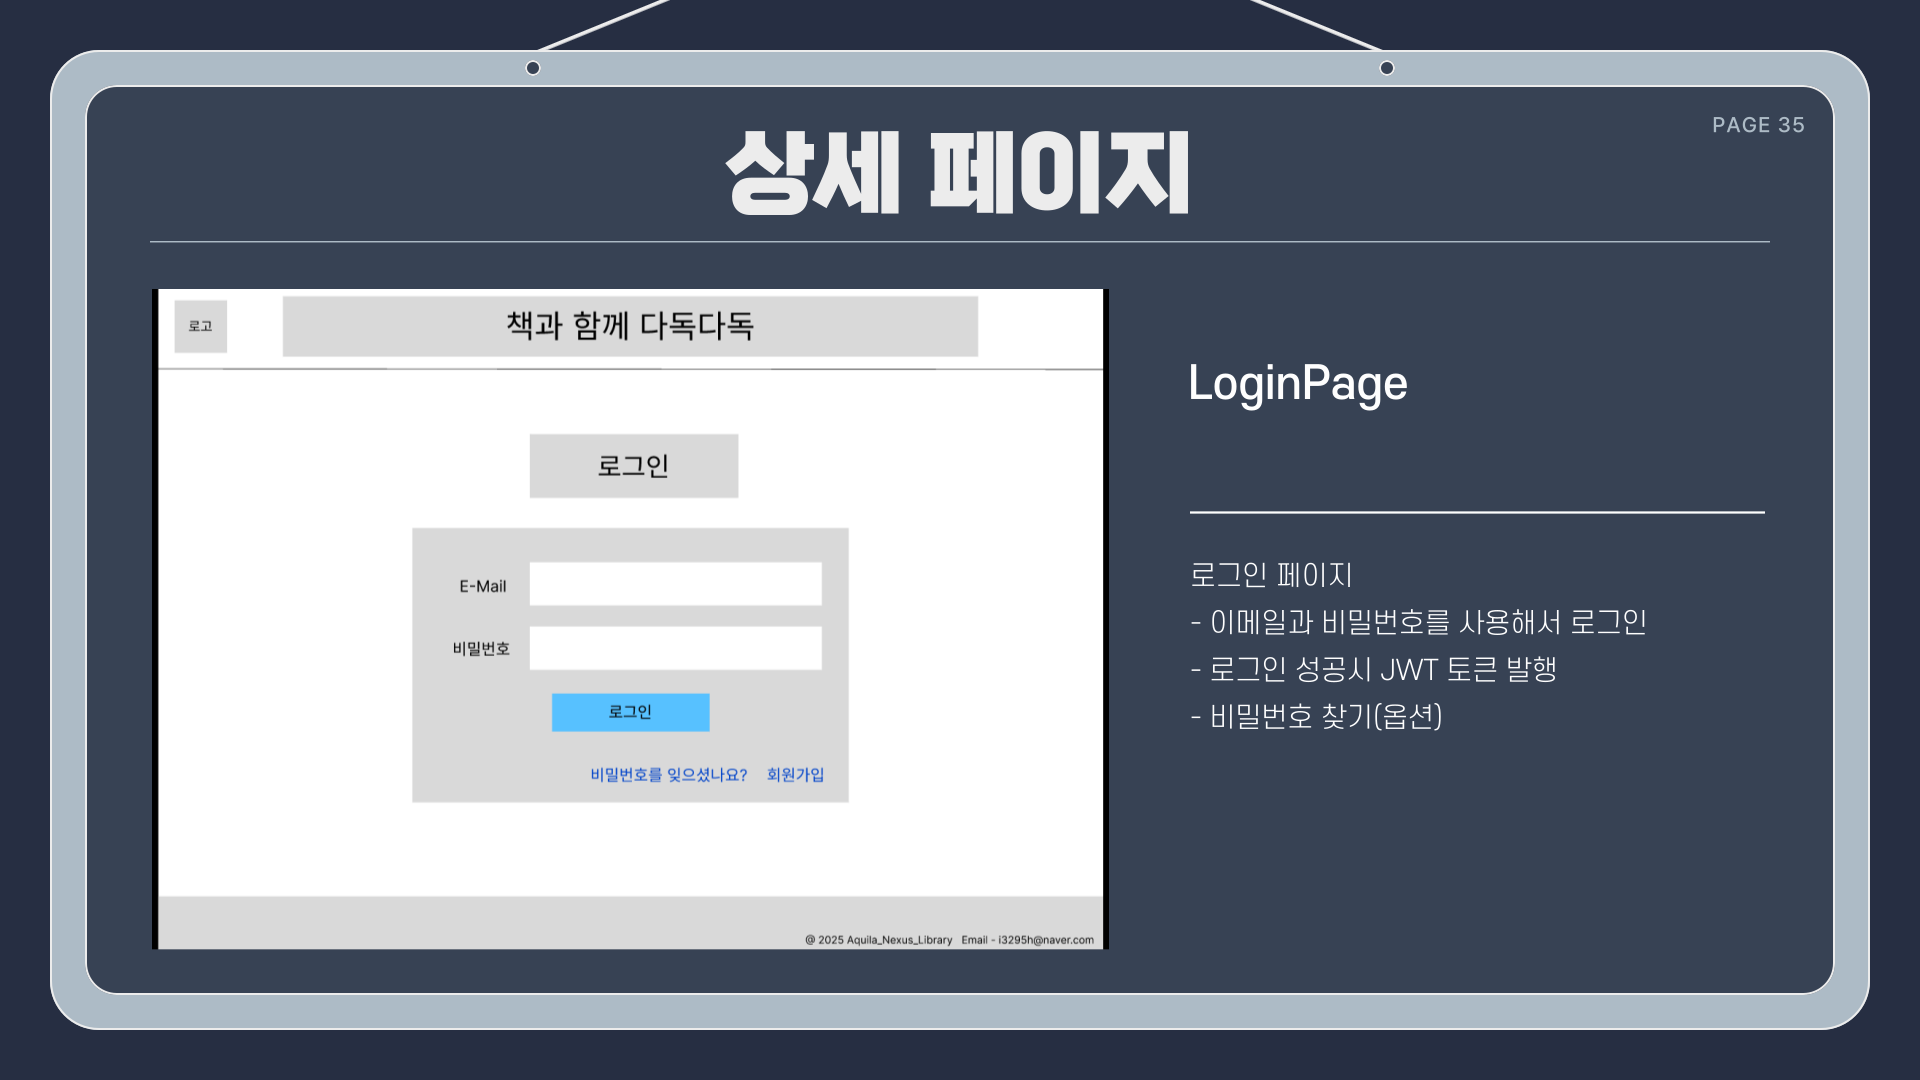 PAGE 35
상세 페이지
로고
책과 함께 다독다독
로그인
E-Mail
비밀번호
로그인
비밀번호를 잊으셨나요? 회원가입
@ 2025 Aquila_Nexus_Library Email - i3295h@naver.com
LoginPage
로그인 페이지
- 이메일과 비밀번호를 사용해서 로그인
- 로그인 성공시 JWT 토큰 발행
- 비밀번호 찾기(옵션)